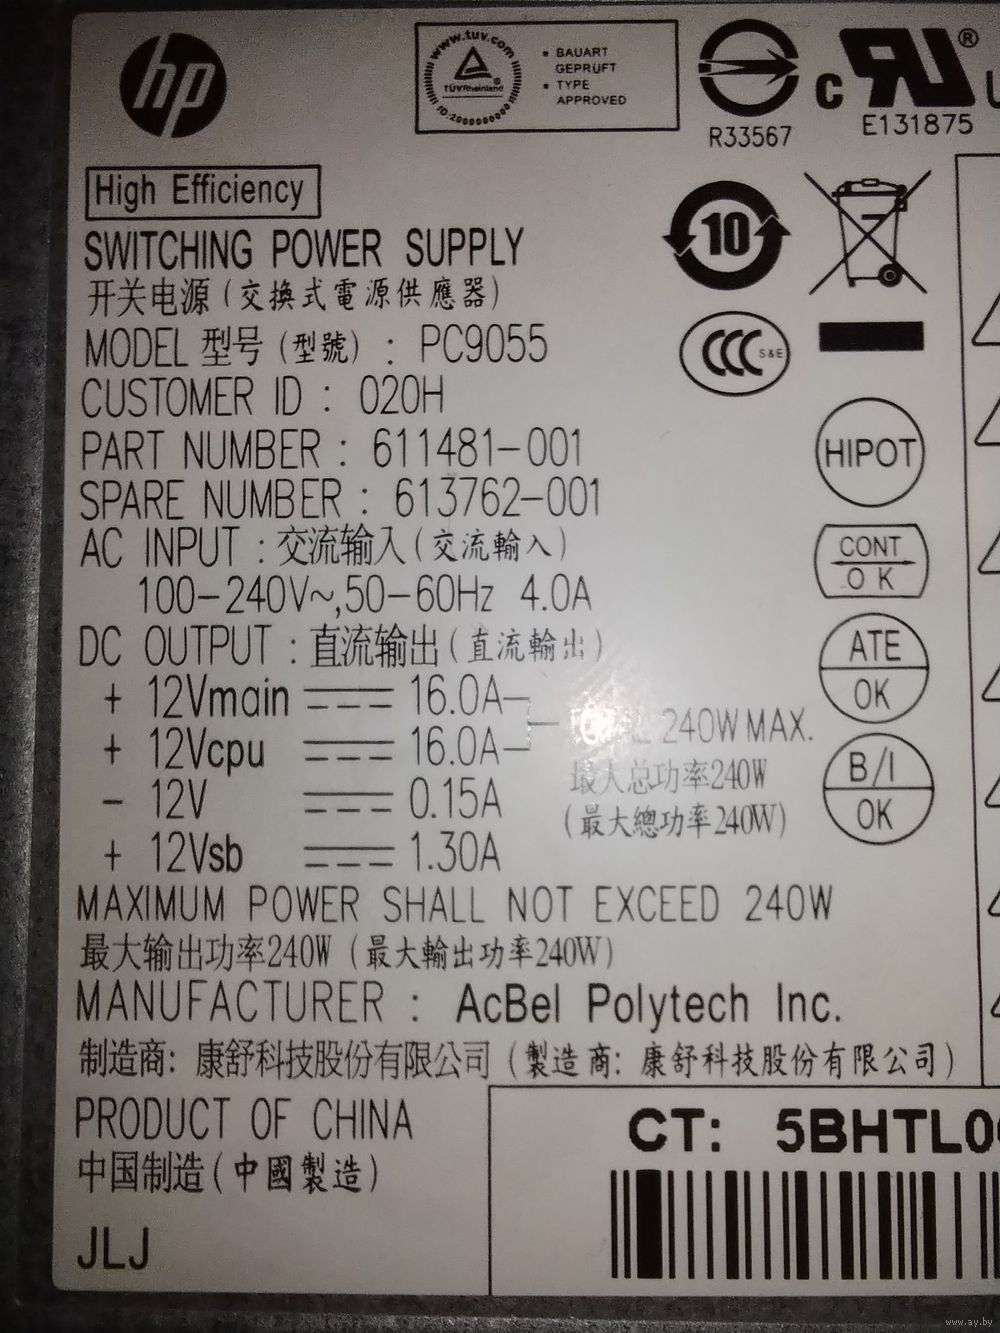 hp
www.tuv.com
TÜVRheinland®
ID:2000000000
• BAUART
GEPRÜFT
• TYPE
APPROVED
R33567
c RU® U
E131875
High Efficiency
10
SWITCHING POWER SUPPLY
开关电源(交換式電源供應器)
MODEL 型号(型號) : PC9055
CCC S&E
CUSTOMER ID : 020H
PART NUMBER : 611481-001
HIPOT
SPARE NUMBER : 613762-001
AC INPUT : 交流输入(交流輸入)
100-240V~,50-60Hz 4.0A
CONT
O K
DC OUTPUT : 直流输出(直流輸出)
ATE
OK
+ 12Vmain 16.0A
+ 12Vcpu 16.0A
TOTAL 240W MAX.
最大总功率240W
(最大總功率240W)
- 12V 0.15A
+ 12Vsb 1.30A
B/I
OK
MAXIMUM POWER SHALL NOT EXCEED 240W
最大输出功率240W (最大輸出功率240W)
MANUFACTURER : AcBel Polytech Inc.
制造商: 康舒科技股份有限公司 (製造商: 康舒科技股份有限公司)
PRODUCT OF CHINA
中国制造(中國製造)
JLJ
CT: 5BHTL0
www.ay.by